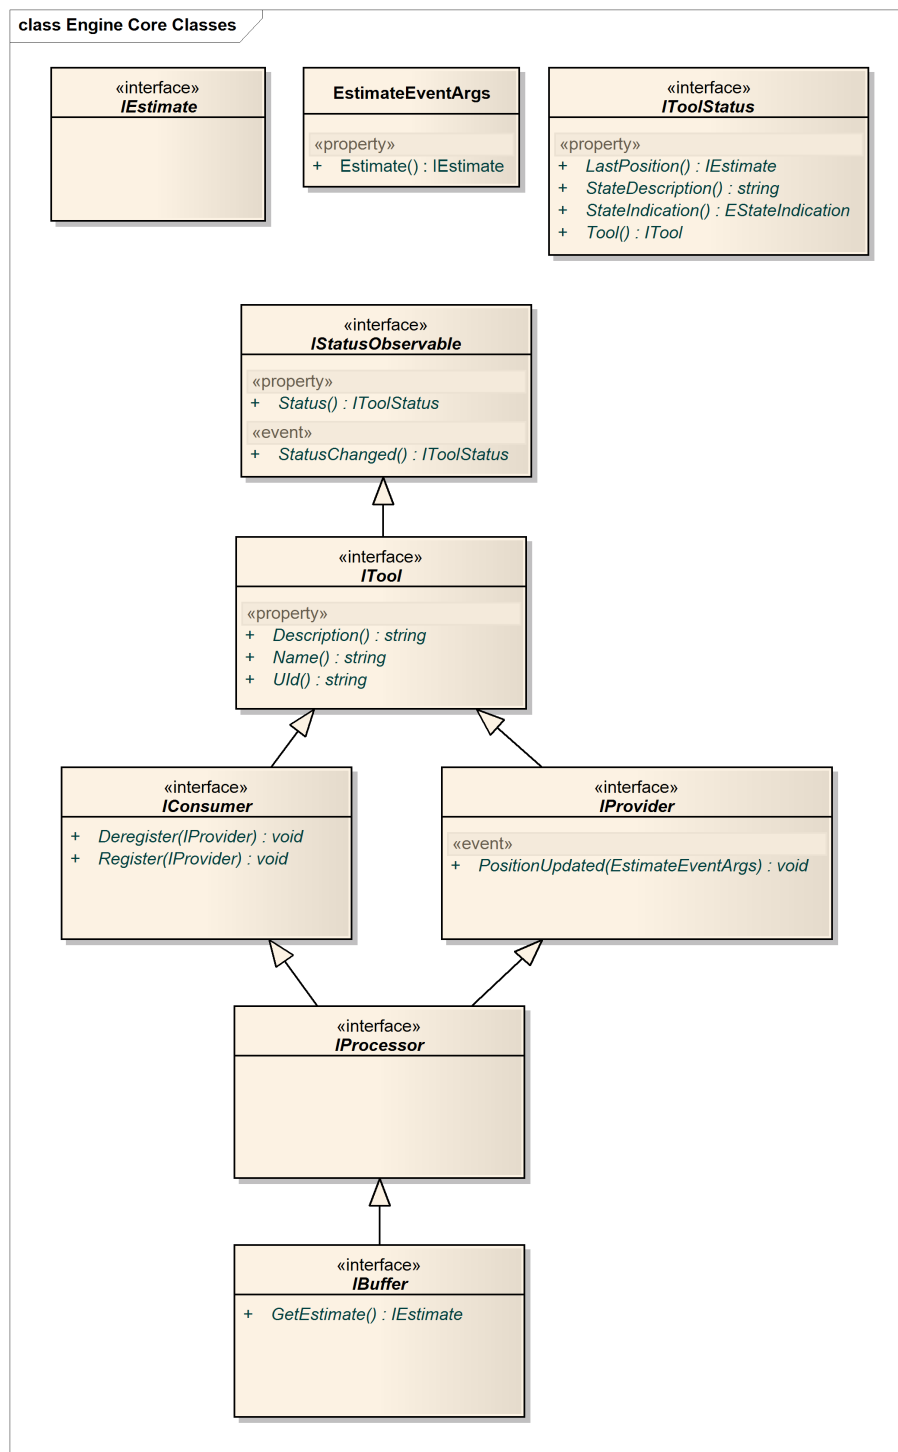 class Engine Core Classes
«interface»
IEstimate
EstimateEventArgs
«property»
+ Estimate() : IEstimate
«interface»
IToolStatus
«property»
+ LastPosition() : IEstimate
+ StateDescription() : string
+ StateIndication() : EStateIndication
+ Tool() : ITool
«interface»
IStatusObservable
«property»
+ Status() : IToolStatus
«event»
+ StatusChanged() : IToolStatus
«interface»
ITool
«property»
+ Description() : string
+ Name() : string
+ UId() : string
«interface»
IConsumer
+ Deregister(IProvider) : void
+ Register(IProvider) : void
«interface»
IProvider
«event»
+ PositionUpdated(EstimateEventArgs) : void
«interface»
IProcessor
«interface»
IBuffer
+ GetEstimate() : IEstimate